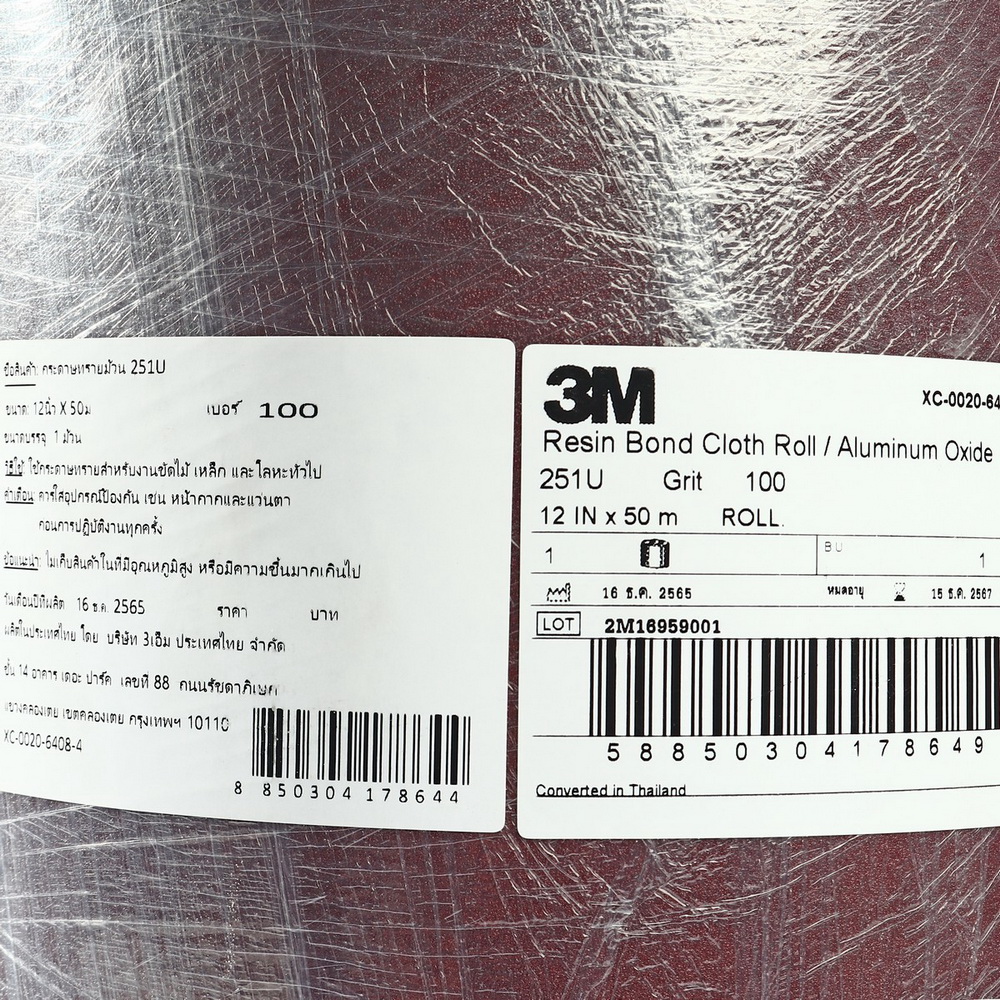 ชื่อสินค้า: กระดาษทรายม้วน 251U
ขนาด: 12นิ้ว X 50ม เบอร์ 100
ขนาดบรรจุ 1 ม้วน
วิธีใช้: ใช้กระดาษทรายสำหรับงานขัดไม้ เหล็ก และโลหะทั่วไป
คำเตือน: ควรใส่อุปกรณ์ป้องกัน เช่น หน้ากากและแว่นตา
ก่อนการปฏิบัติงานทุกครั้ง
ข้อแนะนำ: ไม่เก็บสินค้าในที่มีอุณหภูมิสูง หรือมีความชื้นมากเกินไป
วันเดือนปีที่ผลิต 16 ธ.ค. 2565 ราคา บาท
ผลิตในประเทศไทย โดย บริษัท 3เอ็ม ประเทศไทย จำกัด
ชั้น 14 อาคาร เดอะ ปาร์ค เลขที่ 88 ถนนรัชดาภิเษก
แขวงคลองเตย เขตคลองเตย กรุงเทพฯ 10110
XC-0020-6408-4
8 850304 178644
3M
XC-0020-64
Resin Bond Cloth Roll / Aluminum Oxide
251U Grit 100
12 IN x 50 m ROLL.
1 BU 1
16 ธ.ค. 2565 หมดอายุ 15 ธ.ค. 2567
LOT 2M16959001
5 8 8 5 0 3 0 4 1 7 8 6 4 9
Converted in Thailand